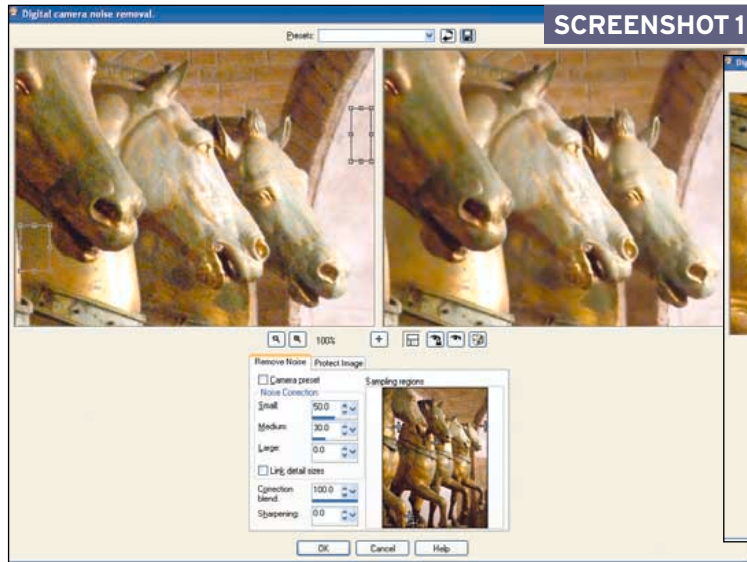 Digital camera noise removal.
SCREENSHOT 1
Presets:
100%
Remove Noise Protect Image
Camera preset
Sampling regions
Noise Correction
Small: 50.0
Medium: 30.0
Large: 0.0
Link detail sizes
Correction blend: 100.0
Sharpening: 0.0
OK Cancel Help